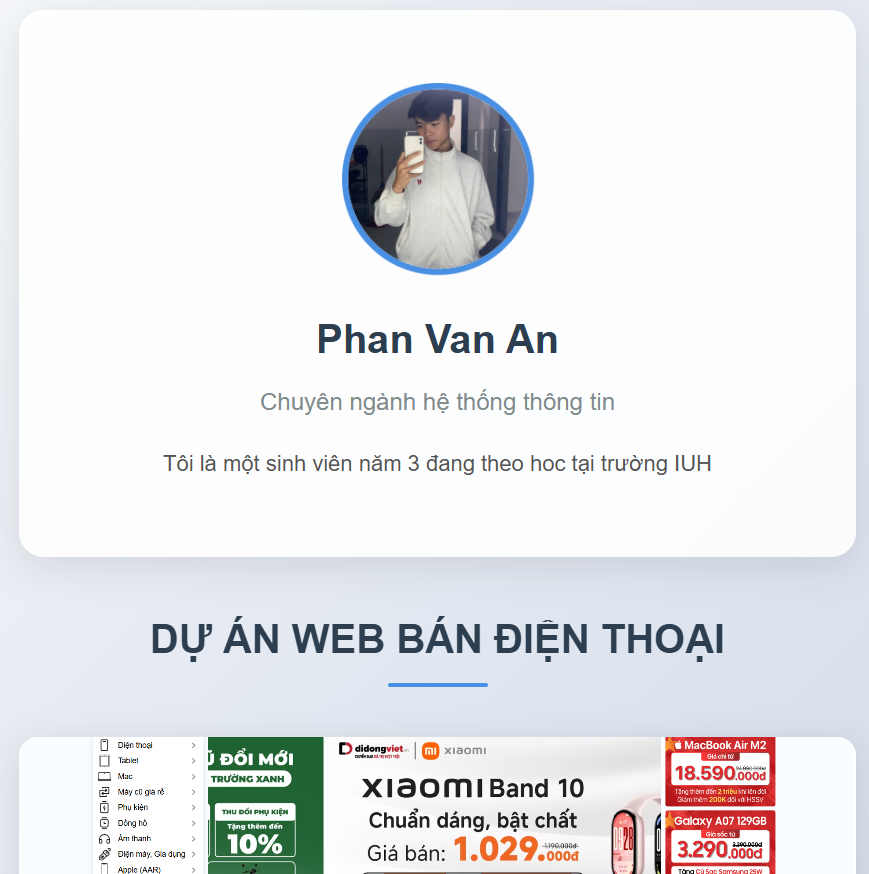 Phan Van An
Chuyên ngành hệ thống thông tin
Tôi là một sinh viên năm 3 đang theo hoc tại trường IUH
DỰ ÁN WEB BÁN ĐIỆN THOẠI
Điện thoại
Tablet
Mac
Máy cũ giá rẻ
Phụ kiện
Đồng hồ
Âm thanh
Điện máy, Gia dụng
Apple (AAR)
Ũ ĐỔI MỚI
TRƯỜNG XANH
THU ĐỔI PHỤ KIỆN
Tặng thêm đến
10%
didongviet.vn
xiaomi
xiaomi Band 10
Chuẩn dáng, bật chất
Giá bán: 1.029.000đ
1.190.000đ
MacBook Air M2
Giá chỉ từ
18.590.000đ
Tặng thêm đến 2 triệu khi lên đời
Giảm thêm 200K đối với HSSV
Galaxy A07 129GB
Giá sốc từ
3.290.000đ
3.390.000đ
Tặng Củ Sạc Samsung 25W